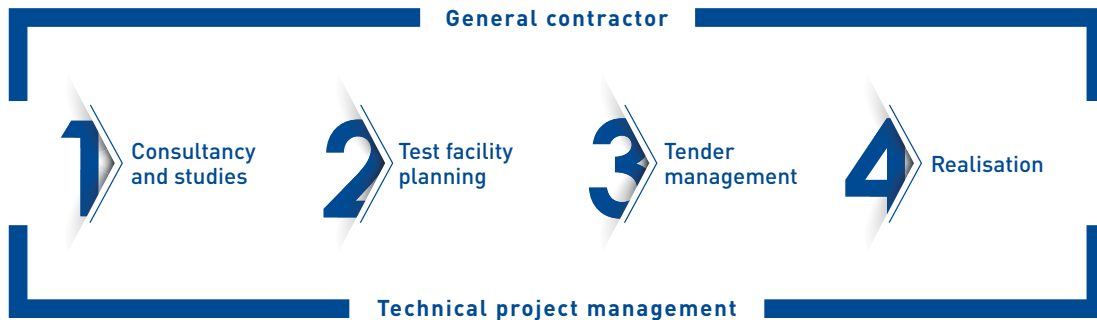 General contractor
1
Consultancy
and studies
2
Test facility
planning
3
Tender
management
4
Realisation
Technical project management